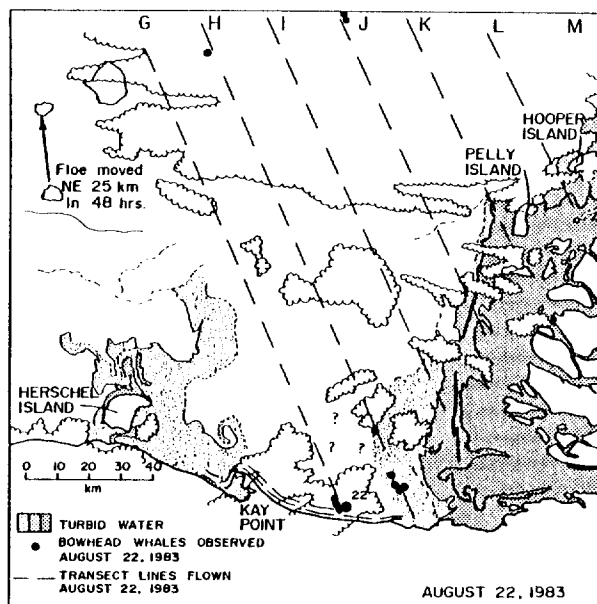 G H I J K L M
HOOPER
ISLAND
PELLY
ISLAND
Floe moved
NE 25 km
In 48 hrs.
HERSCHEL
ISLAND
? ?
? ?
22
0 10 20 30 40
km
KAY
POINT
TURBID WATER
BOWHEAD WHALES OBSERVED
AUGUST 22, 1983
TRANSECT LINES FLOWN
AUGUST 22, 1983
AUGUST 22, 1983